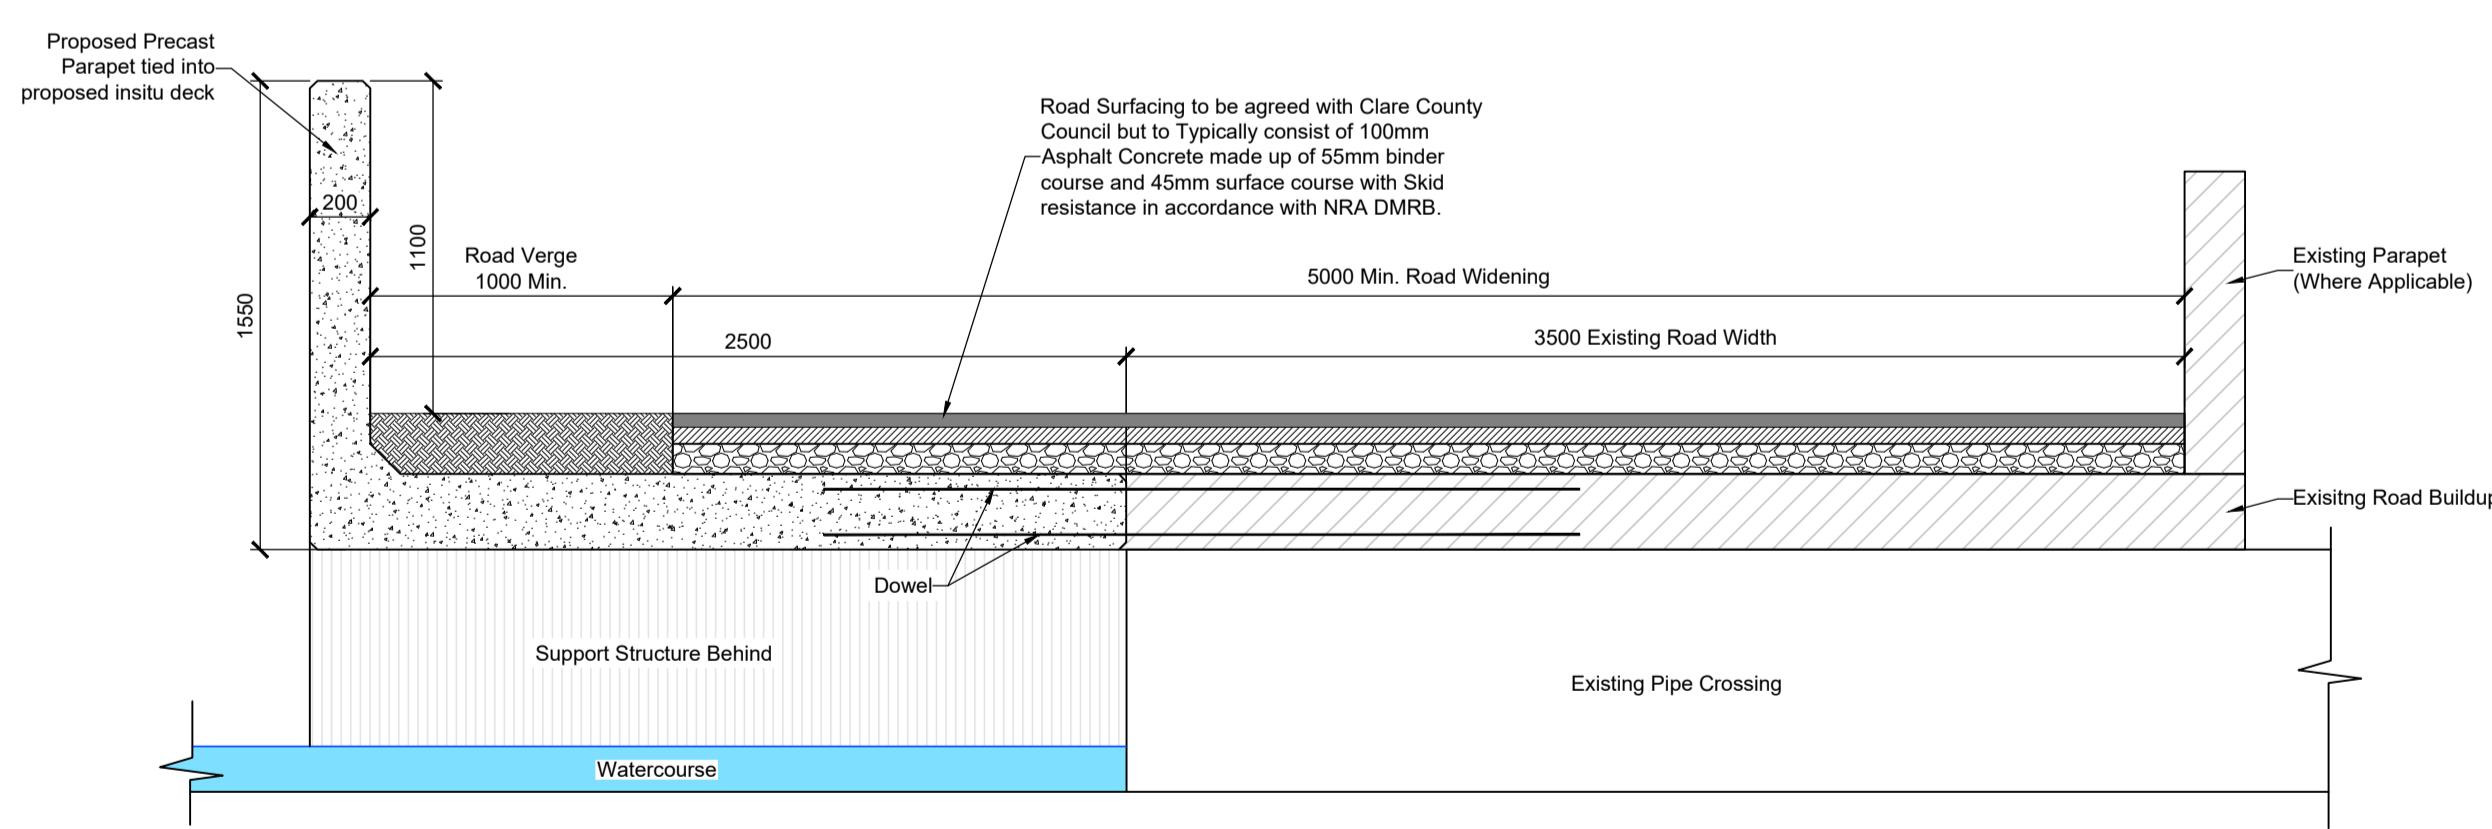 Proposed Precast
Parapet tied into
proposed insitu deck
Road Surfacing to be agreed with Clare County
Council but to Typically consist of 100mm
Asphalt Concrete made up of 55mm binder
course and 45mm surface course with Skid
resistance in accordance with NRA DMRB.
200
1100
1550
Road Verge
1000 Min.
5000 Min. Road Widening
2500
3500 Existing Road Width
Existing Parapet
(Where Applicable)
Exisitng Road Buildup
Dowel
Support Structure Behind
Existing Pipe Crossing
Watercourse